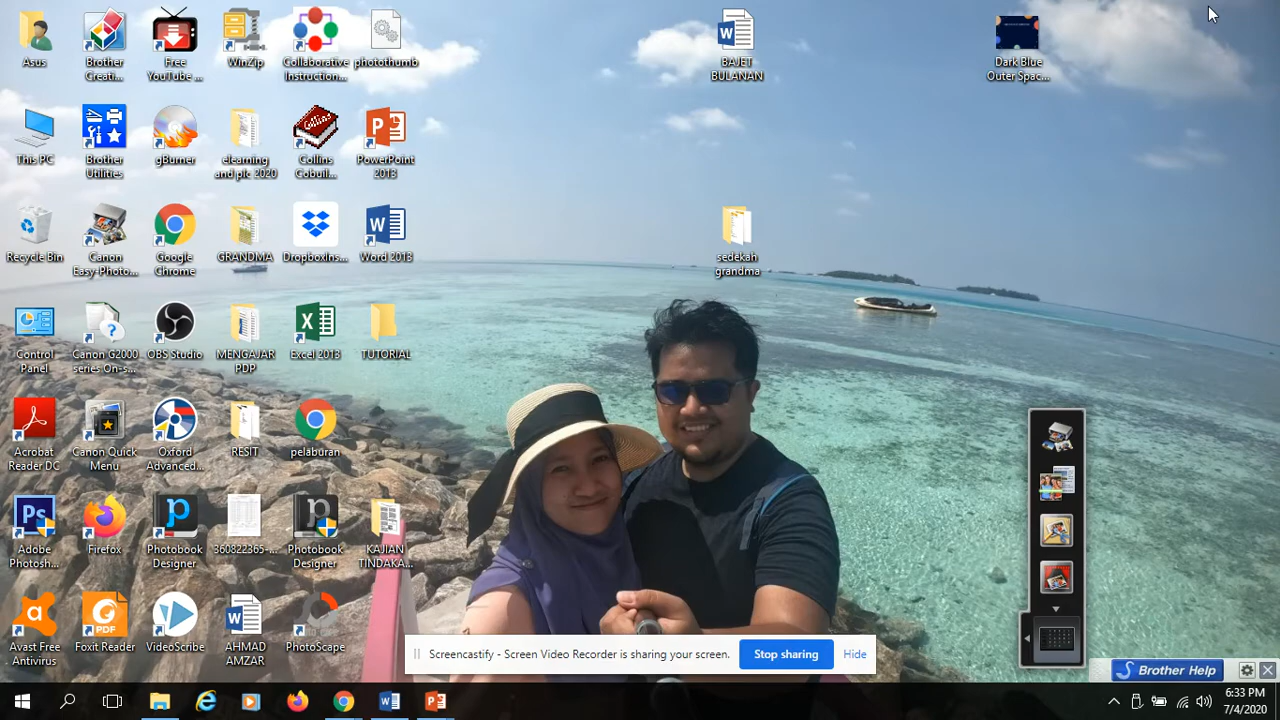 Asus
Brother
Creati...
Free
YouTube ...
WinZip
Collaborative
Instruction...
photothumb
BAJET
BULANAN
Dark Blue
Outer Spac...
This PC
Brother
Utilities
gBurner
elearning
and pic 2020
Collins
Collins
Cobuil...
PowerPoint
2013
Recycle Bin
Canon
Easy-Photo...
Google
Chrome
GRANDMA
DropboxIns...
Word 2013
sedekah
grandma
Control
Panel
Canon G2000
series On-s...
OBS Studio
MENGAJAR
PDP
Excel 2013
TUTORIAL
Acrobat
Reader DC
Canon Quick
Menu
Oxford
Advanced...
RESIT
pelaburan
Ps
Adobe
Photosh...
Firefox
Photobook
Designer
360822365-...
Photobook
Designer
KAJIAN
TINDAKA...
Avast Free
Antivirus
PDF
Foxit Reader
VideoScribe
AHMAD
AMZAR
PhotoScape
Screencastify - Screen Video Recorder is sharing your screen.
Stop sharing
Hide
Brother Help
6:33 PM
7/4/2020